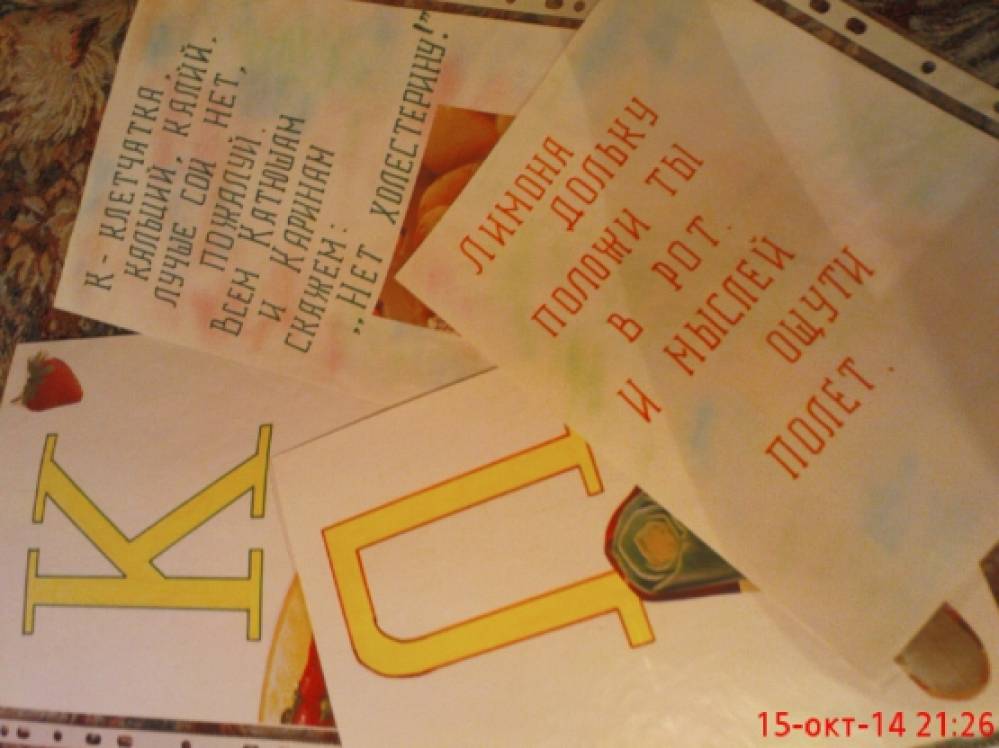 К - КЛЕТЧАТКА,
КАЛЬЦИЙ, КАЛИЙ.
ЛУЧШЕ СОИ НЕТ,
ПОЖАЛУЙ.
ВСЕМ КАТЮШАМ
И КАРИНАМ
СКАЖЕМ:
„НЕТ ХОЛЕСТЕРИНУ!”
ЛИМОНА
ДОЛЬКУ
ПОЛОЖИ ТЫ
В РОТ.
И МЫСЛЕЙ
ОЩУТИ
ПОЛЕТ.
К
Л
15-окт-14 21:26